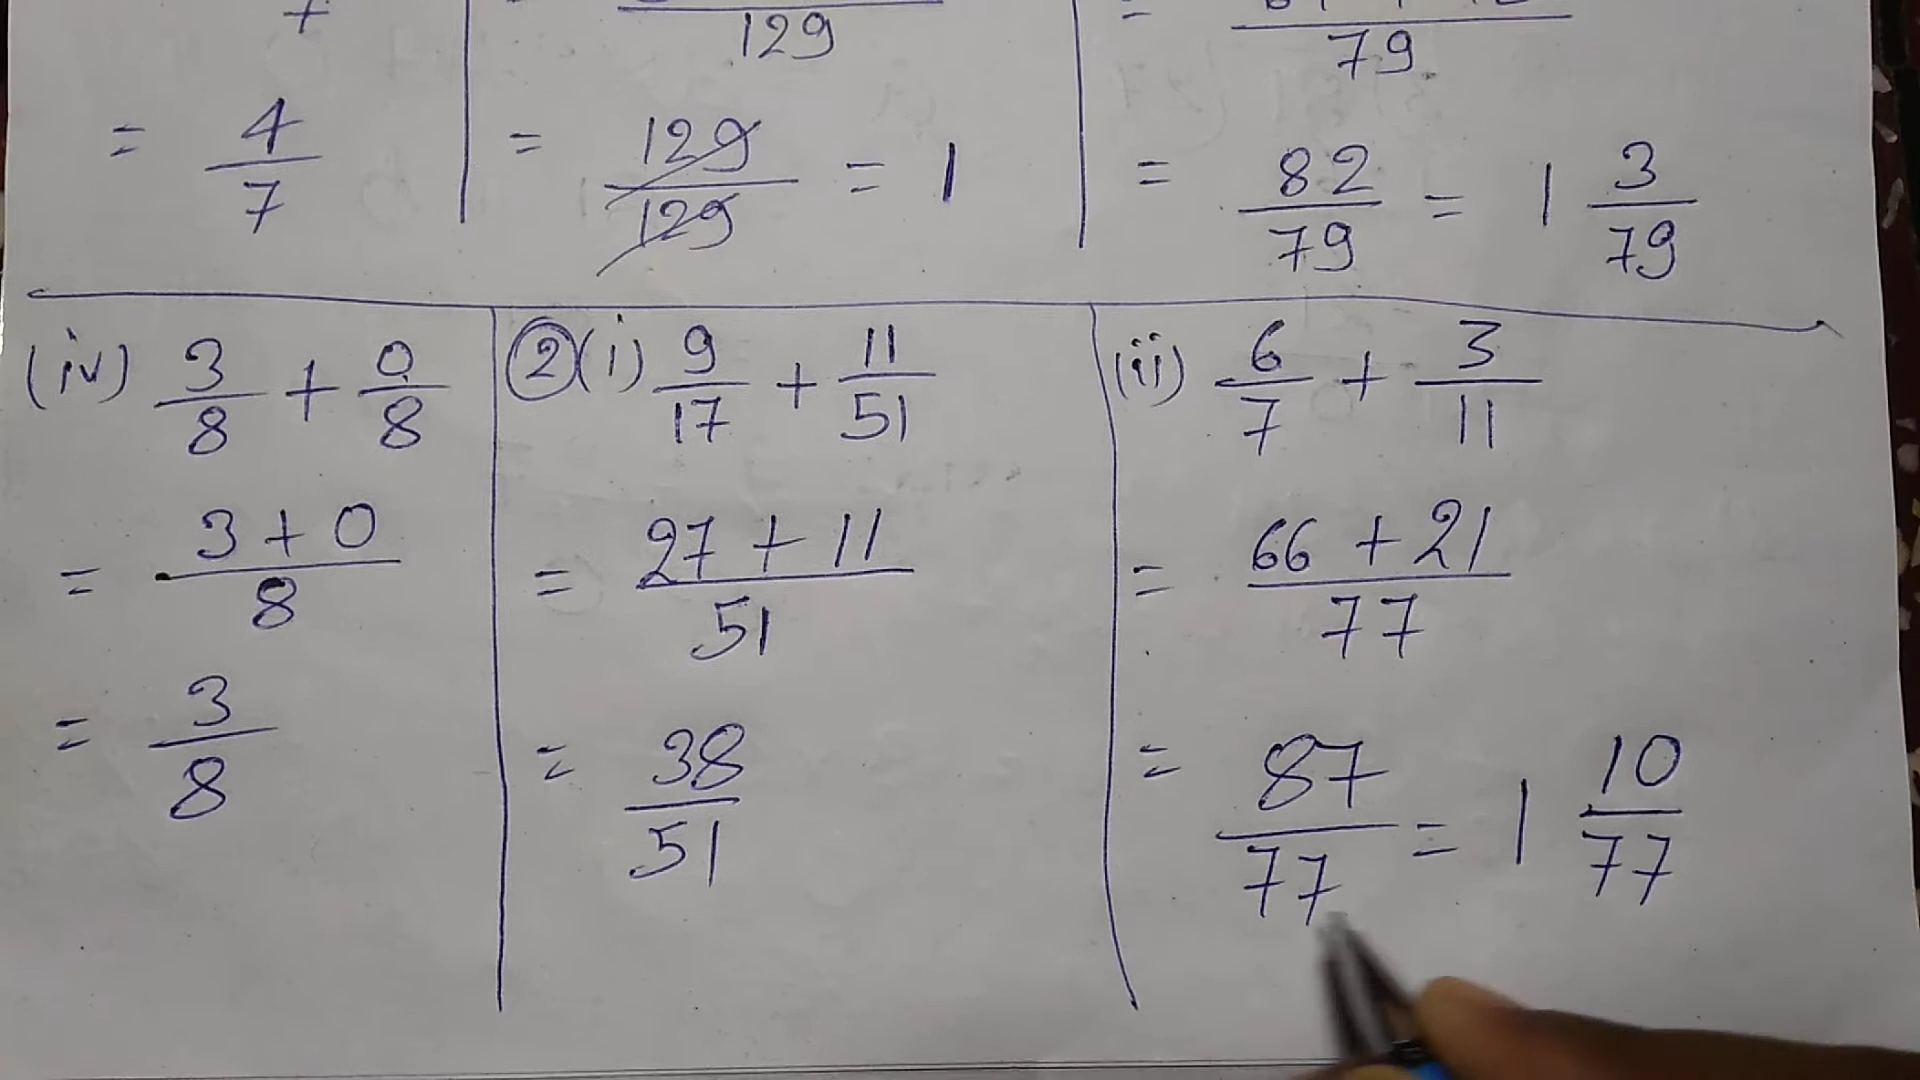 129
79
= 4/7
= 129/129 = 1
= 82/79 = 1 3/79
(iv) 3/8 + 0/8
= 3+0/8
= 3/8
2 (i) 9/17 + 11/51
= 27+11/51
= 38/51
(ii) 6/7 + 3/11
= 66+21/77
= 87/77 = 1 10/77